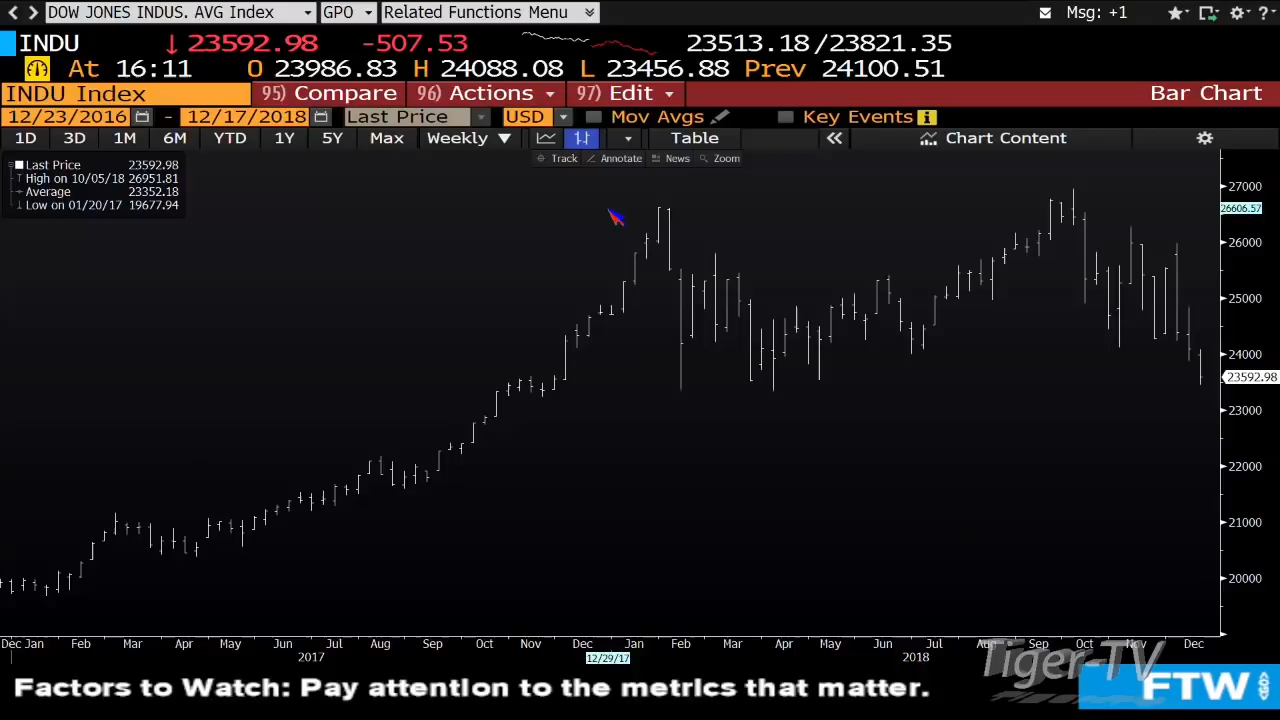 DOW JONES INDUS. AVG Index GPO Related Functions Menu Msg: +1 ?
INDU 23592.98 -507.53 23513.18/23821.35
At 16:11 O 23986.83 H 24088.08 L 23456.88 Prev 24100.51
INDU Index 95) Compare 96) Actions 97) Edit Bar Chart
12/23/2016 - 12/17/2018 Last Price USD Mov Avgs Key Events
1D 3D 1M 6M YTD 1Y 5Y Max Weekly Table Chart Content
Track Annotate News Zoom
Last Price 23592.98
High on 10/05/18 26951.81
Average 23352.18
Low on 01/20/17 19677.94
27000
26606.57
26000
25000
24000
23592.98
23000
22000
21000
20000
Dec Jan Feb Mar Apr May Jun Jul Aug Sep Oct Nov Dec Jan Feb Mar Apr May Jun Jul Aug Sep Oct Nov Dec
2017 12/29/17 2018
Tiger-TV
Factors to Watch: Pay attention to the metrics that matter. FTW